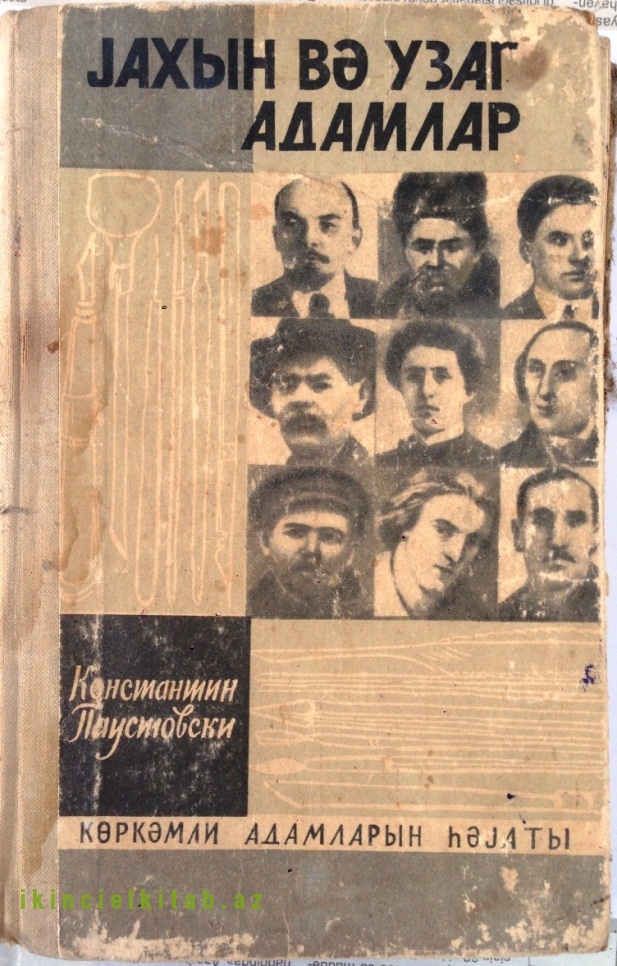 ЈАХЫН ВӘ УЗАГ
АДАМЛАР
Константин
Паустовски
КӨРКӘМЛИ АДАМЛАРЫН ҺӘЈАТЫ
ikincielkitab.az